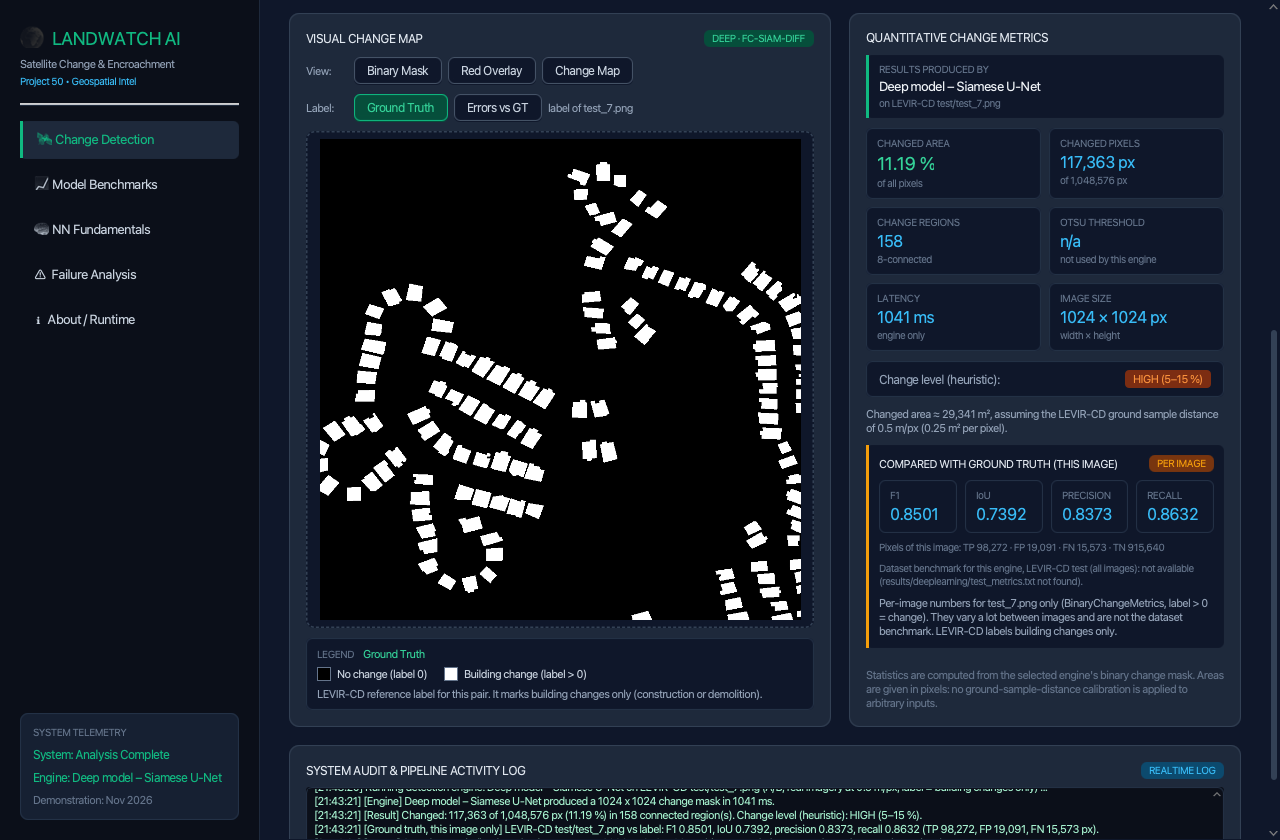 LANDWATCH AI
Satellite Change & Encroachment
Project 50 • Geospatial Intel
Change Detection
Model Benchmarks
NN Fundamentals
Failure Analysis
About / Runtime
SYSTEM TELEMETRY
System: Analysis Complete
Engine: Deep model – Siamese U-Net
Demonstration: Nov 2026
VISUAL CHANGE MAP
DEEP · FC-SIAM-DIFF
View:
Binary Mask
Red Overlay
Change Map
Label:
Ground Truth
Errors vs GT
label of test_7.png
LEGEND Ground Truth
No change (label 0)
Building change (label > 0)
LEVIR-CD reference label for this pair. It marks building changes only (construction or demolition).
QUANTITATIVE CHANGE METRICS
RESULTS PRODUCED BY
Deep model – Siamese U-Net
on LEVIR-CD test/test_7.png
CHANGED AREA
11.19 %
of all pixels
CHANGED PIXELS
117,363 px
of 1,048,576 px
CHANGE REGIONS
158
8-connected
OTSU THRESHOLD
n/a
not used by this engine
LATENCY
1041 ms
engine only
IMAGE SIZE
1024 × 1024 px
width × height
Change level (heuristic):
HIGH (5–15 %)
Changed area ≈ 29,341 m², assuming the LEVIR-CD ground sample distance
of 0.5 m/px (0.25 m² per pixel).
COMPARED WITH GROUND TRUTH (THIS IMAGE)
PER IMAGE
F1
0.8501
IoU
0.7392
PRECISION
0.8373
RECALL
0.8632
Pixels of this image: TP 98,272 · FP 19,091 · FN 15,573 · TN 915,640
Dataset benchmark for this engine, LEVIR-CD test (all images): not available
(results/deeplearning/test_metrics.txt not found).
Per-image numbers for test_7.png only (BinaryChangeMetrics, label > 0
= change). They vary a lot between images and are not the dataset
benchmark. LEVIR-CD labels building changes only.
Statistics are computed from the selected engine's binary change mask. Areas
are given in pixels: no ground-sample-distance calibration is applied to
arbitrary inputs.
SYSTEM AUDIT & PIPELINE ACTIVITY LOG
REALTIME LOG
[21:43:21] [Engine] Deep model – Siamese U-Net produced a 1024 x 1024 change mask in 1041 ms.
[21:43:21] [Result] Changed: 117,363 of 1,048,576 px (11.19 %) in 158 connected region(s). Change level (heuristic): HIGH (5–15 %).
[21:43:21] [Ground truth, this image only] LEVIR-CD test/test_7.png vs label: F1 0.8501, IoU 0.7392, precision 0.8373, recall 0.8632 (TP 98,272, FP 19,091, FN 15,573 px).